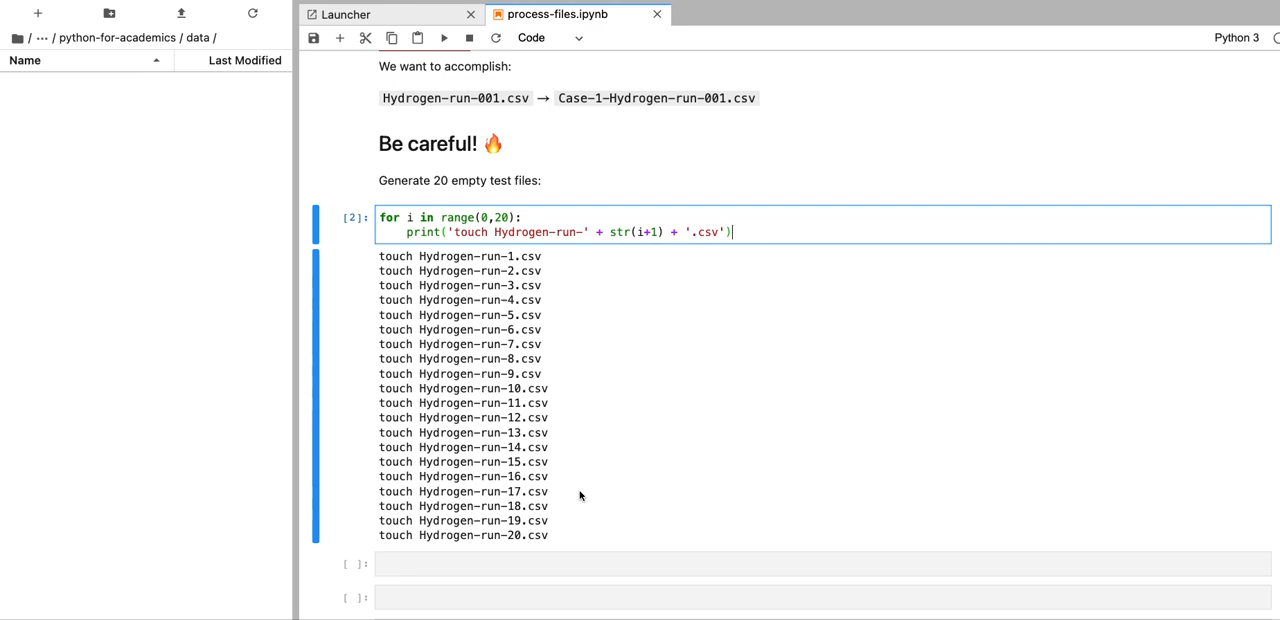 / ··· / python-for-academics / data /
Name
Last Modified
Launcher
process-files.ipynb
Code
Python 3
We want to accomplish:
Hydrogen-run-001.csv → Case-1-Hydrogen-run-001.csv
Be careful! 🔥
Generate 20 empty test files:
[2]: for i in range(0,20):
print('touch Hydrogen-run-' + str(i+1) + '.csv')
touch Hydrogen-run-1.csv
touch Hydrogen-run-2.csv
touch Hydrogen-run-3.csv
touch Hydrogen-run-4.csv
touch Hydrogen-run-5.csv
touch Hydrogen-run-6.csv
touch Hydrogen-run-7.csv
touch Hydrogen-run-8.csv
touch Hydrogen-run-9.csv
touch Hydrogen-run-10.csv
touch Hydrogen-run-11.csv
touch Hydrogen-run-12.csv
touch Hydrogen-run-13.csv
touch Hydrogen-run-14.csv
touch Hydrogen-run-15.csv
touch Hydrogen-run-16.csv
touch Hydrogen-run-17.csv
touch Hydrogen-run-18.csv
touch Hydrogen-run-19.csv
touch Hydrogen-run-20.csv
[ ]:
[ ]: